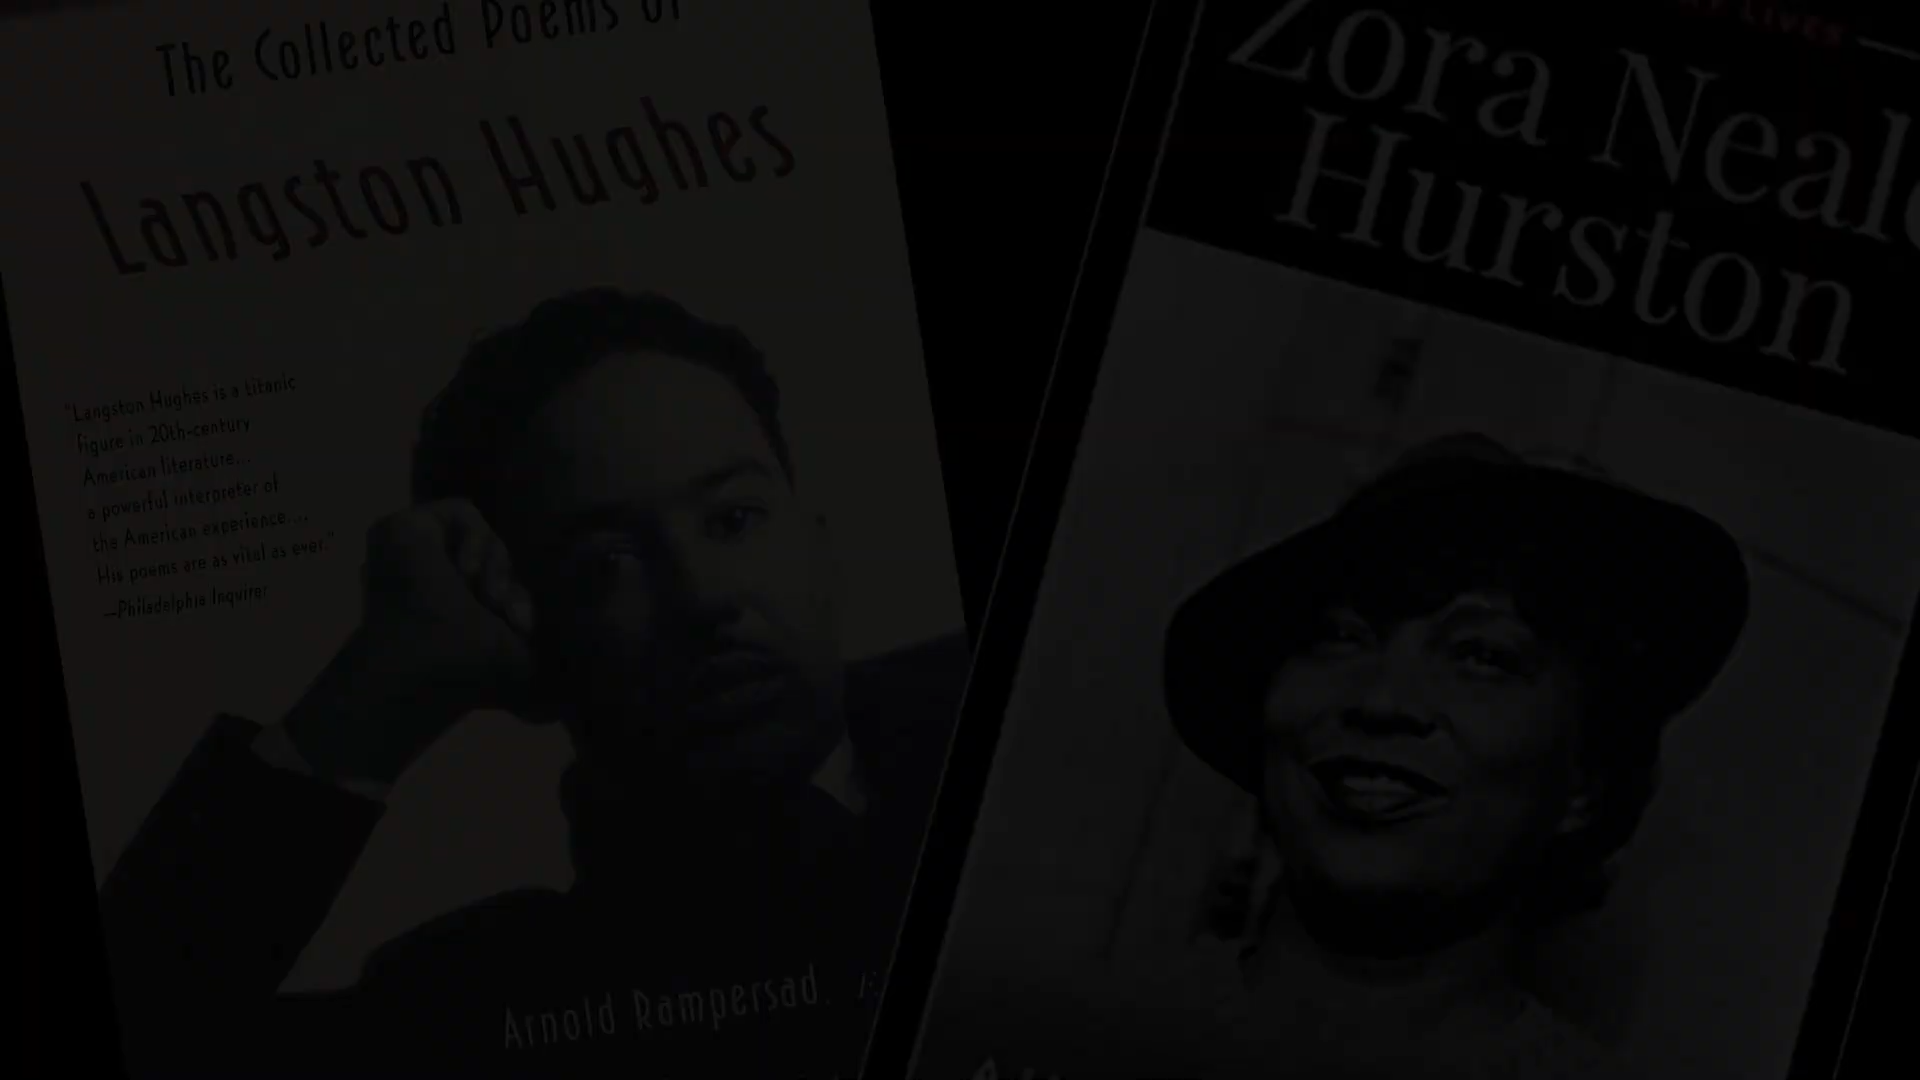 The Collected Poems of
Langston Hughes
"Langston Hughes is a titanic
figure in 20th-century
American literature...
a powerful interpreter of
the American experience....
His poems are as vital as ever."
—Philadelphia Inquirer
Arnold Rampersad,
Lives
Zora Neale
Hurston